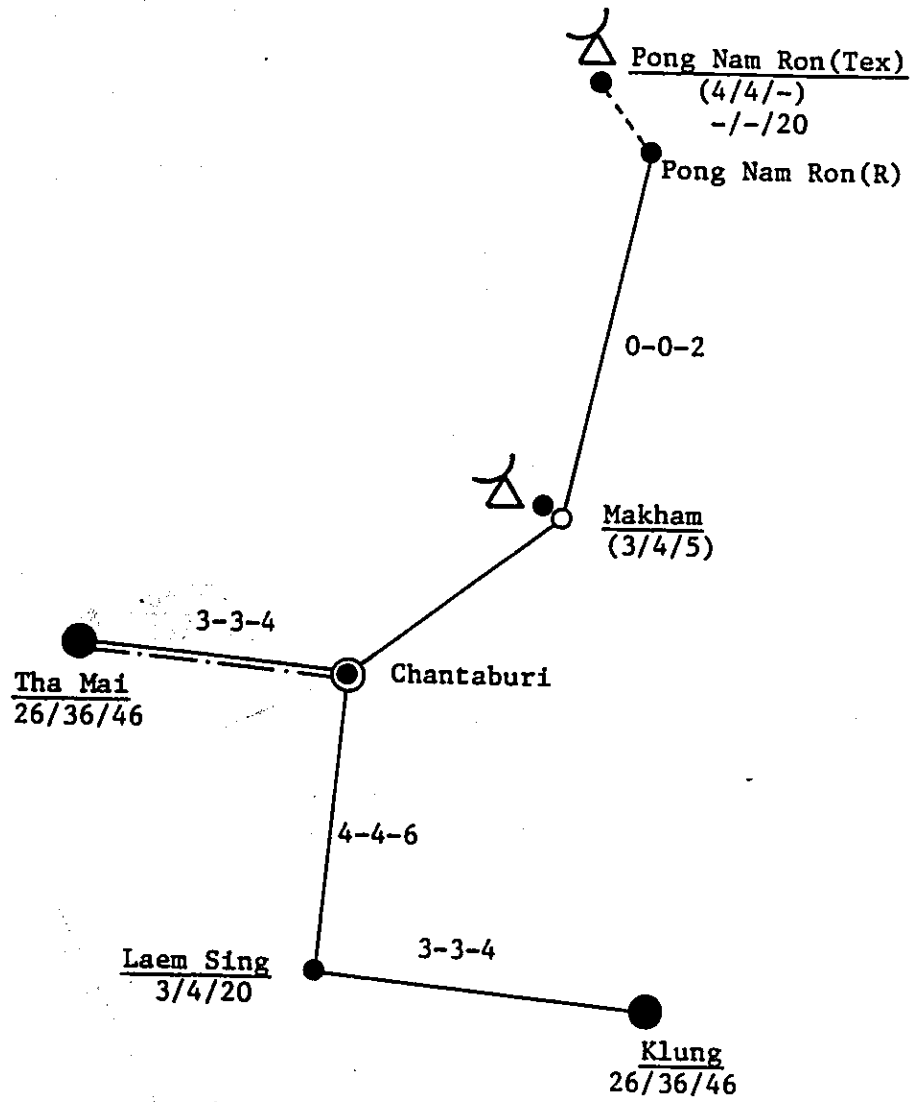 Pong Nam Ron(Tex)
(4/4/-)
-/-/20
Pong Nam Ron(R)
0-0-2
Makham
(3/4/5)
3-3-4
Chantaburi
Tha Mai
26/36/46
4-4-6
Laem Sing
3/4/20
3-3-4
Klung
26/36/46